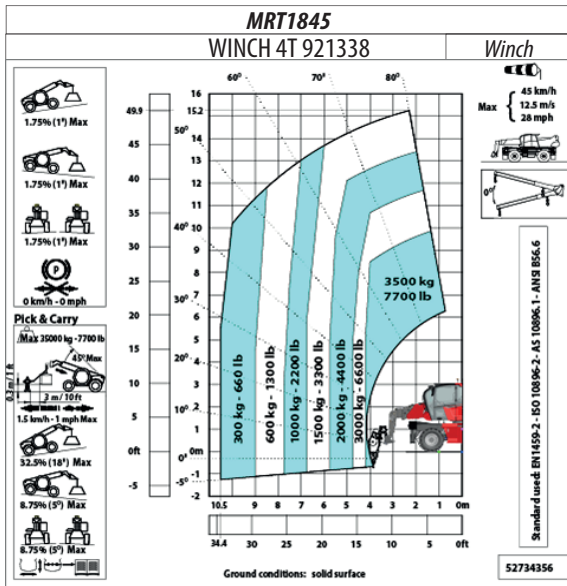 MRT1845
WINCH 4T 921338
Winch
1.75% (1°) Max
1.75% (1°) Max
1.75% (1°) Max
P
0 km/h - 0 mph
Pick & Carry
Max 35000 kg -7700 lb
45° Max
0.3 m / 1 ft
3 m / 10 ft
1.5 km/h - 1 mph Max
32.5% (18°) Max
8.75% (5°) Max
8.75% (5°) Max
49.9
45
40
35
30
25
20
15
10
5
0ft
-5
16
15.2
14
13
12
11
10
9
8
7
6
5
4
3
2
1
0m
-1
-2
60°
70°
80°
50°
40°
30°
20°
10°
0°
-5°
3500 kg
7700 lb
300 kg - 660 lb
600 kg - 1300 lb
1000 kg - 2200 lb
1500 kg - 3300 lb
2000 kg - 4400 lb
3000 kg - 6600 lb
10.5 9 8 7 6 5 4 3 2 1 0m
34.4 30 25 20 15 10 5 0ft
Ground conditions: solid surface
Max
45 km/h
12.5 m/s
28 mph
0°
Standard used: EN1459-2 - ISO 10896-2 - AS 10896.1 - ANSI B56.6
52734356